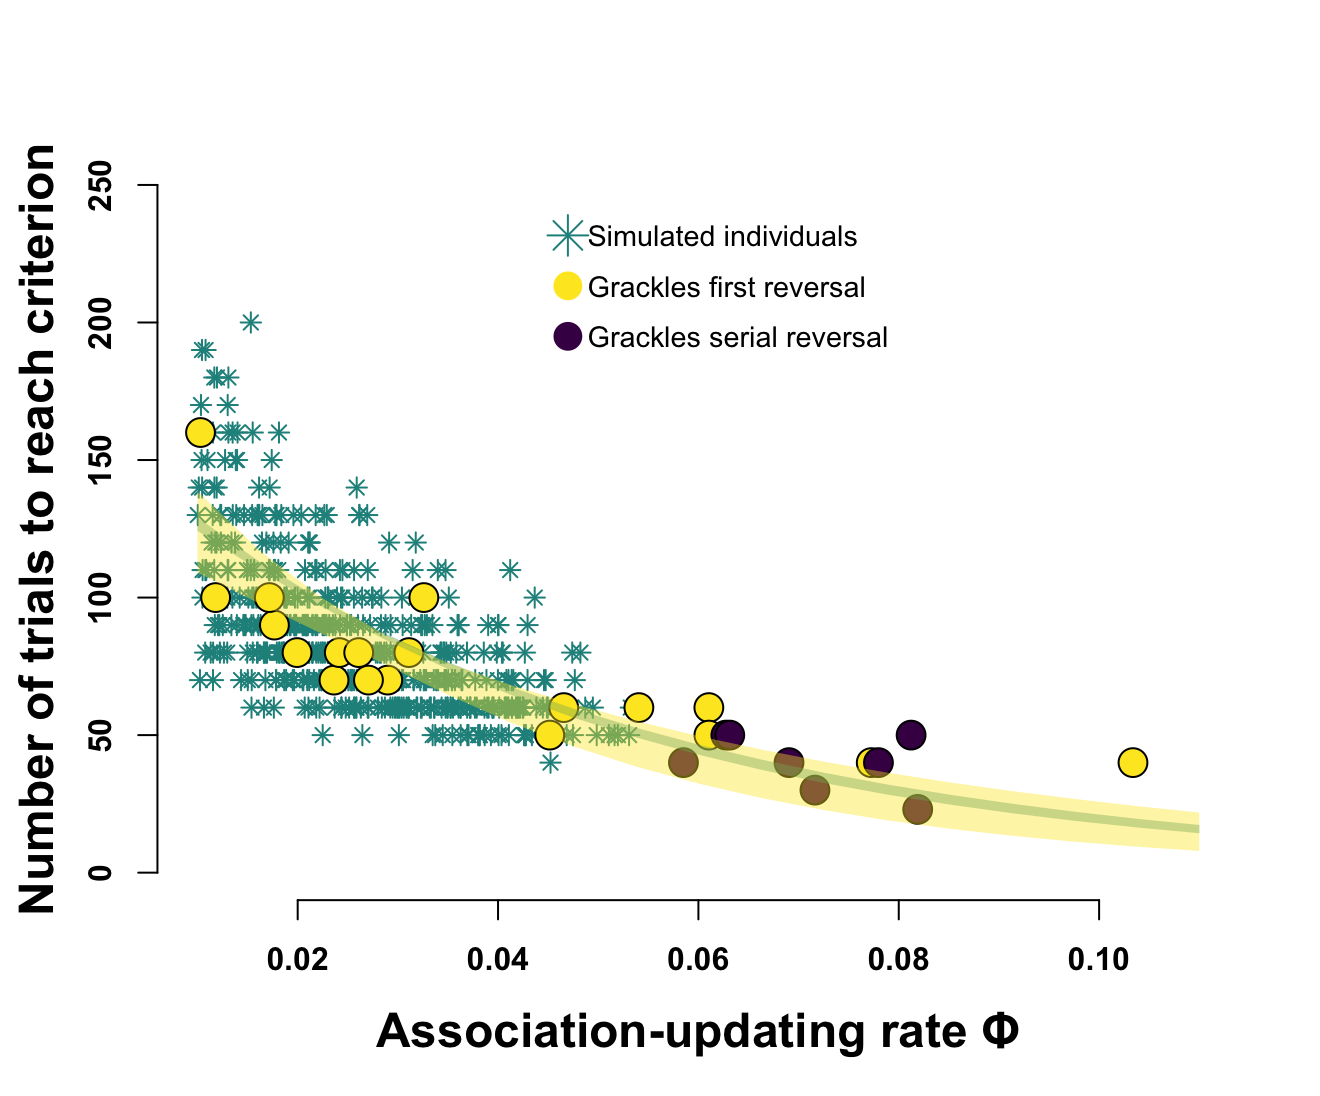 Number of trials to reach criterion
250
200
150
100
50
0
Simulated individuals
Grackles first reversal
Grackles serial reversal
0.02 0.04 0.06 0.08 0.10
Association-updating rate Φ